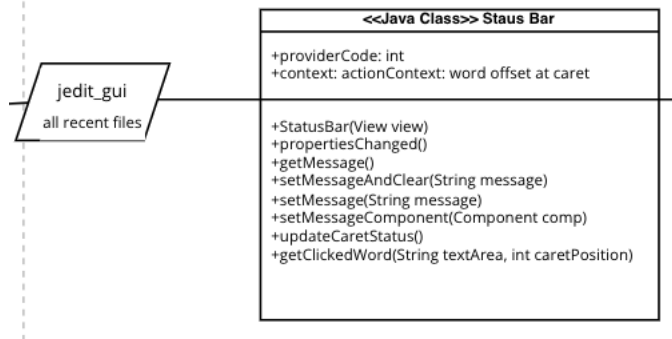 <<Java Class>> Staus Bar
+providerCode: int
+context: actionContext: word offset at caret
jedit_gui
all recent files
+StatusBar(View view)
+propertiesChanged()
+getMessage()
+setMessageAndClear(String message)
+setMessage(String message)
+setMessageComponent(Component comp)
+updateCaretStatus()
+getClickedWord(String textArea, int caretPosition)